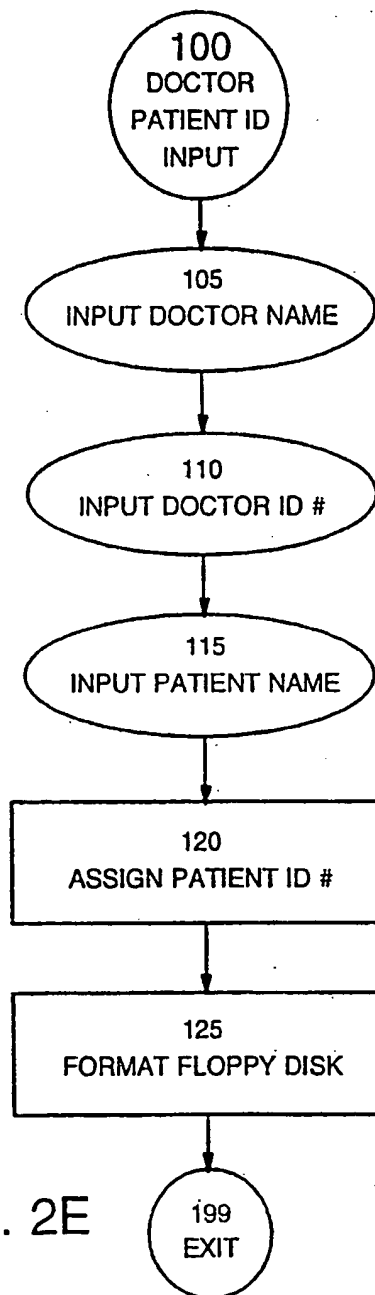 100
DOCTOR
PATIENT ID
INPUT
105
INPUT DOCTOR NAME
110
INPUT DOCTOR ID #
115
INPUT PATIENT NAME
120
ASSIGN PATIENT ID #
125
FORMAT FLOPPY DISK
199
EXIT
. 2E